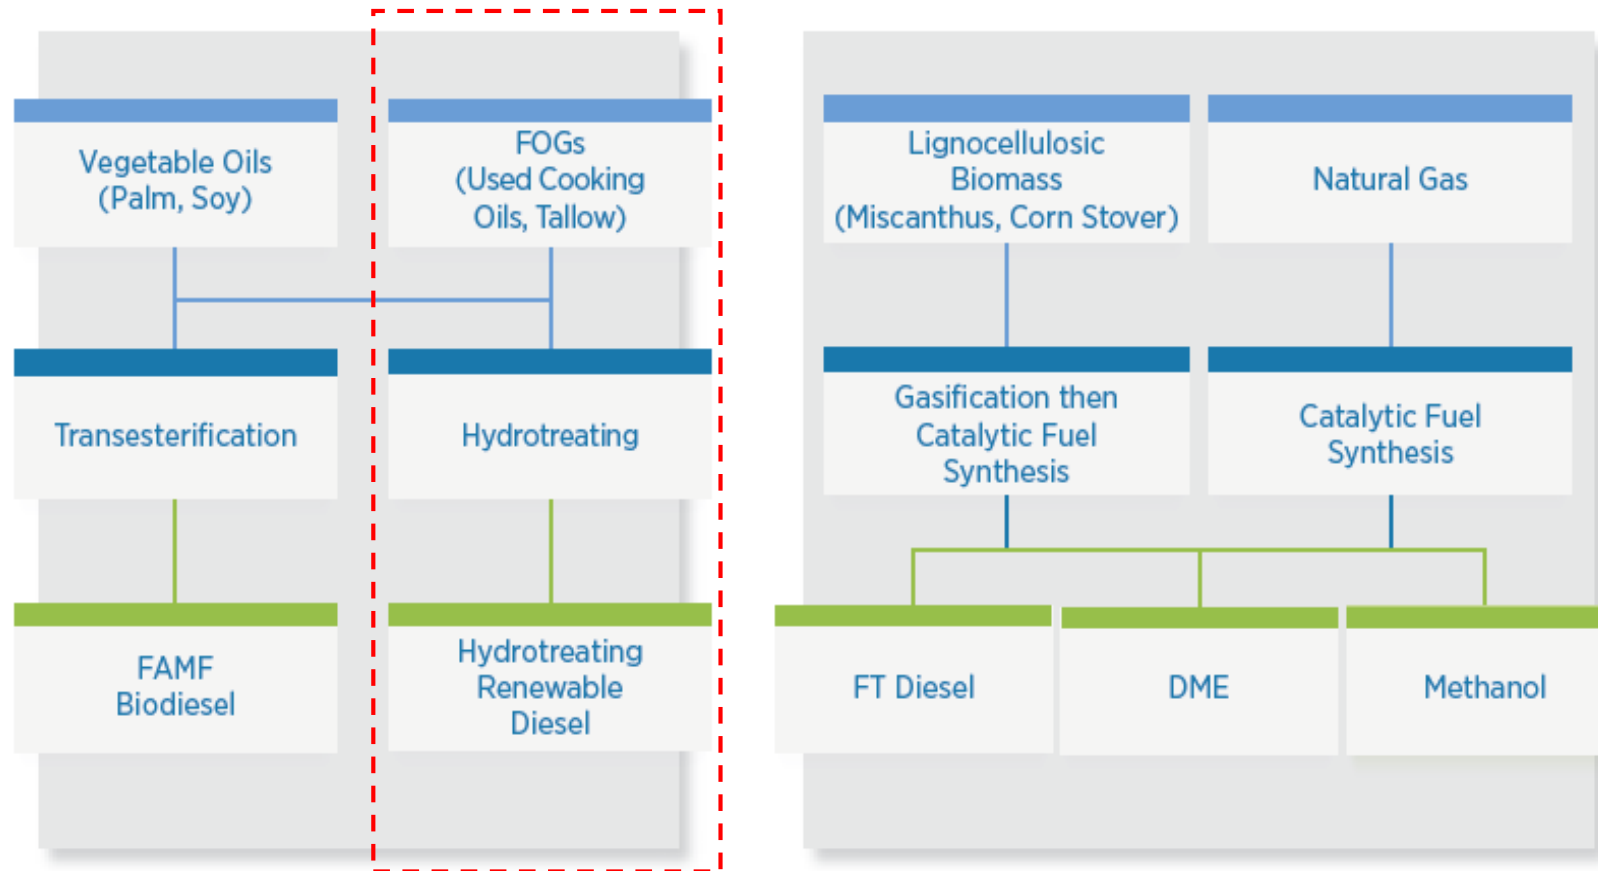 Vegetable Oils
(Palm, Soy)
FOGs
(Used Cooking
Oils, Tallow)
Lignocellulosic
Biomass
(Miscanthus, Corn Stover)
Natural Gas
Transesterification
Hydrotreating
Gasification then
Catalytic Fuel
Synthesis
Catalytic Fuel
Synthesis
FAMF
Biodiesel
Hydrotreating
Renewable
Diesel
FT Diesel
DME
Methanol